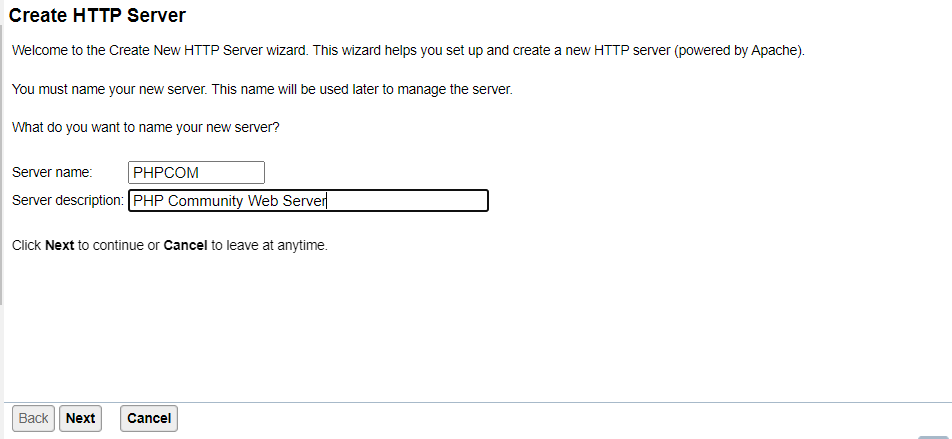 Create HTTP Server
Welcome to the Create New HTTP Server wizard. This wizard helps you set up and create a new HTTP server (powered by Apache).
You must name your new server. This name will be used later to manage the server.
What do you want to name your new server?
Server name: PHPCOM
Server description: PHP Community Web Server
Click Next to continue or Cancel to leave at anytime.
Back Next Cancel